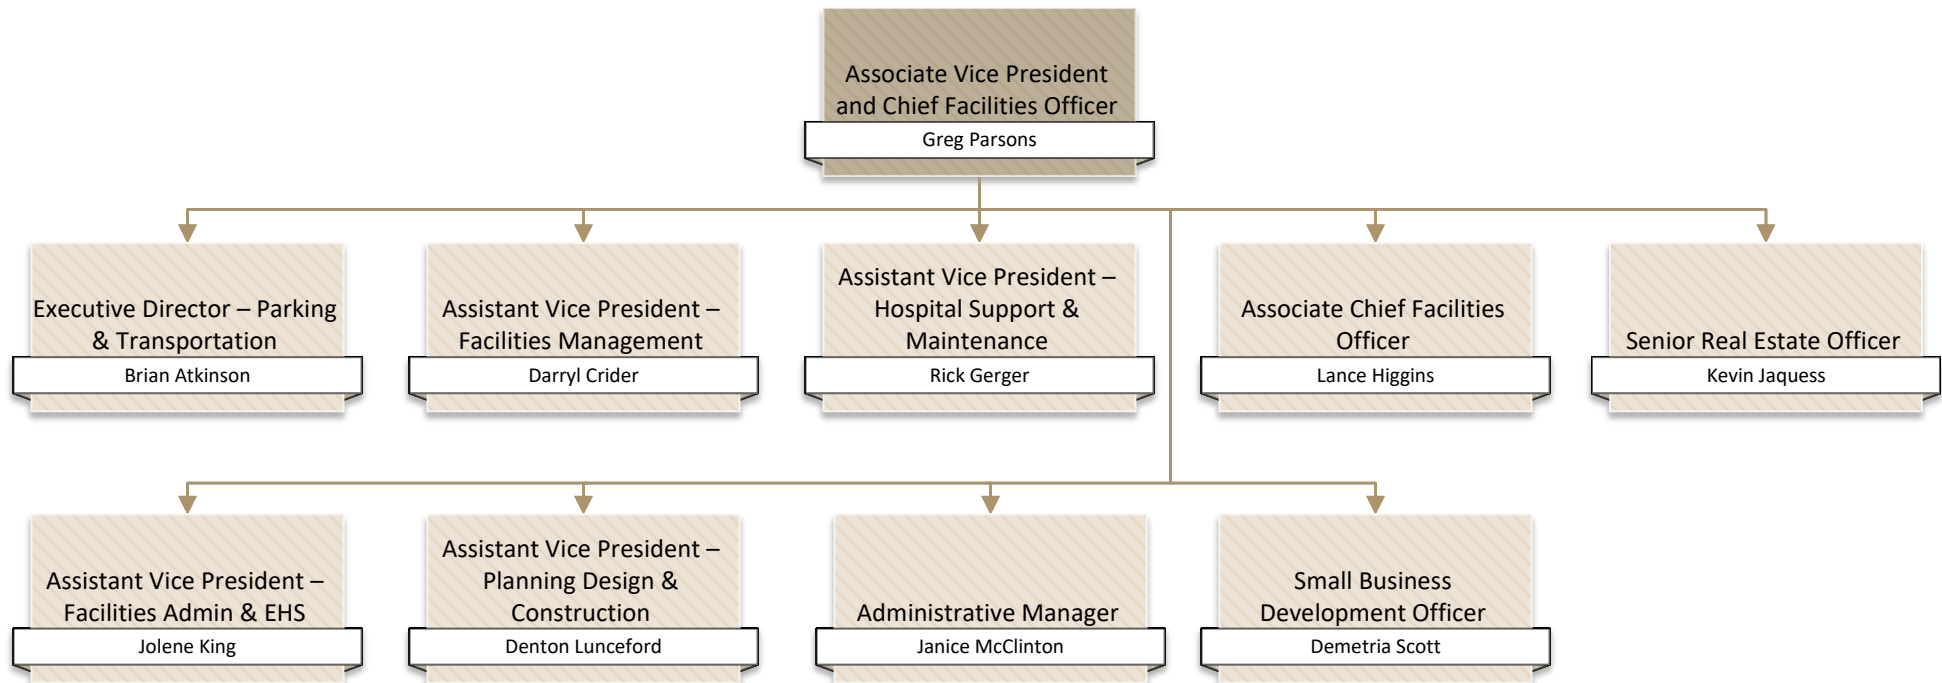 Associate Vice President
and Chief Facilities Officer
Greg Parsons
Executive Director – Parking
& Transportation
Brian Atkinson
Assistant Vice President –
Facilities Management
Darryl Crider
Assistant Vice President –
Hospital Support &
Maintenance
Rick Gerger
Associate Chief Facilities
Officer
Lance Higgins
Senior Real Estate Officer
Kevin Jaquess
Assistant Vice President –
Facilities Admin & EHS
Jolene King
Assistant Vice President –
Planning Design &
Construction
Denton Lunceford
Administrative Manager
Janice McClinton
Small Business
Development Officer
Demetria Scott